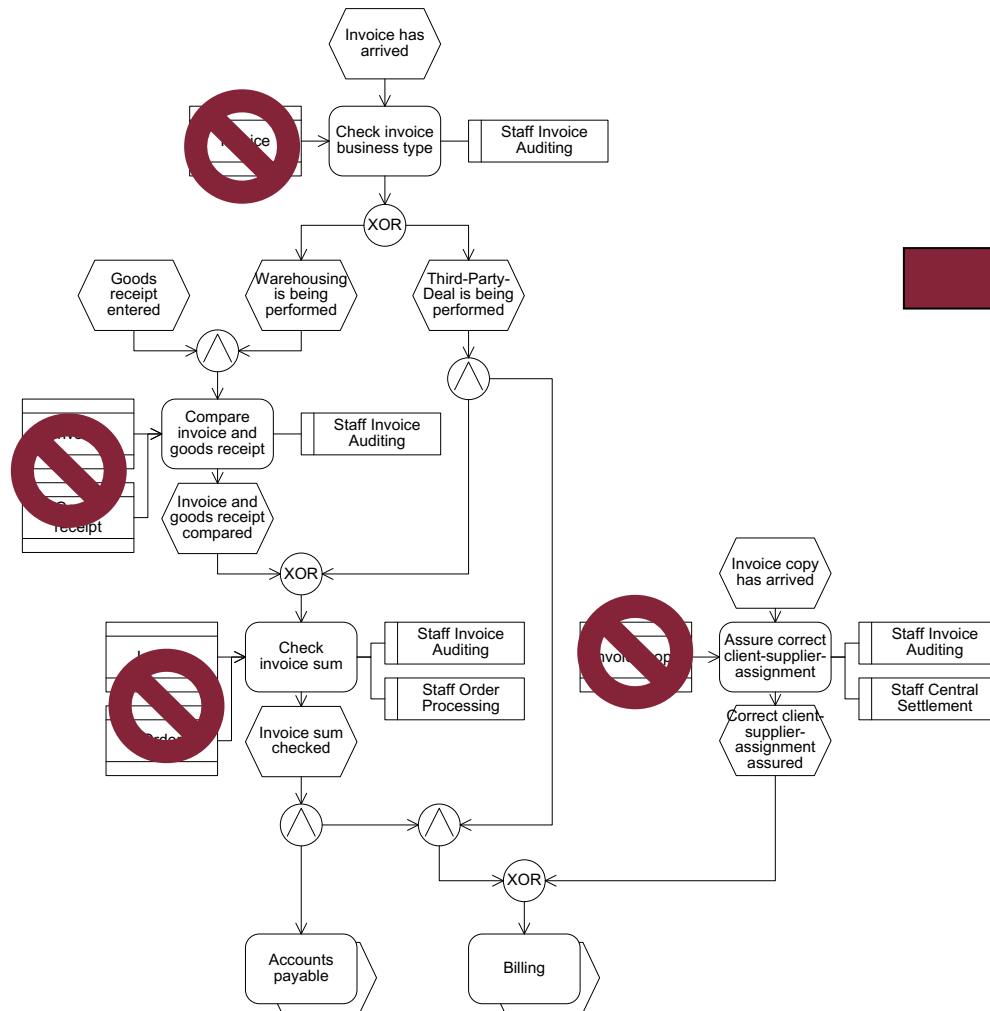 Invoice has
arrived
Check invoice
business type
Staff Invoice
Auditing
XOR
Goods
receipt
entered
Warehousing
is being
performed
Third-Party-
Deal is being
performed
Compare
invoice and
goods receipt
Staff Invoice
Auditing
receipt
Invoice and
goods receipt
compared
XOR
Invoice copy
has arrived
Check
invoice sum
Staff Invoice
Auditing
Staff Order
Processing
Assure correct
client-supplier-
assignment
Staff Invoice
Auditing
Staff Central
Settlement
Invoice sum
checked
Correct client-
supplier-
assignment
assured
XOR
Accounts
payable
Billing